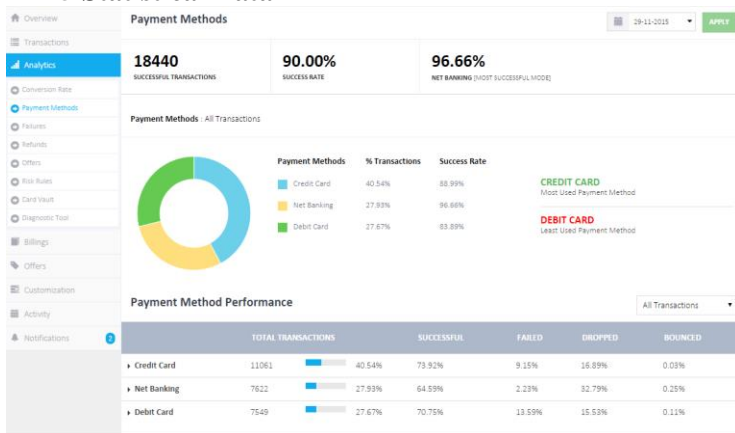 Overview
Transactions
Analytics
Conversion Rate
Payment Methods
Failures
Refunds
Offers
Risk Rules
Card Vault
Diagnostic Tool
Billings
Offers
Customization
Activity
Notifications 2
Payment Methods
29-11-2015 APPLY
18440
SUCCESSFUL TRANSACTIONS
90.00%
SUCCESS RATE
96.66%
NET BANKING [MOST SUCCESSFUL MODE]
Payment Methods : All Transactions
Payment Methods % Transactions Success Rate
Credit Card 40.54% 88.99%
Net Banking 27.93% 96.66%
Debit Card 27.67% 83.89%
CREDIT CARD
Most Used Payment Method
DEBIT CARD
Least Used Payment Method
Payment Method Performance
All Transactions
TOTAL TRANSACTIONS SUCCESSFUL FAILED DROPPED BOUNCED
Credit Card 11061 40.54% 73.92% 9.15% 16.89% 0.03%
Net Banking 7622 27.93% 64.59% 2.23% 32.79% 0.25%
Debit Card 7549 27.67% 70.75% 13.59% 15.53% 0.11%